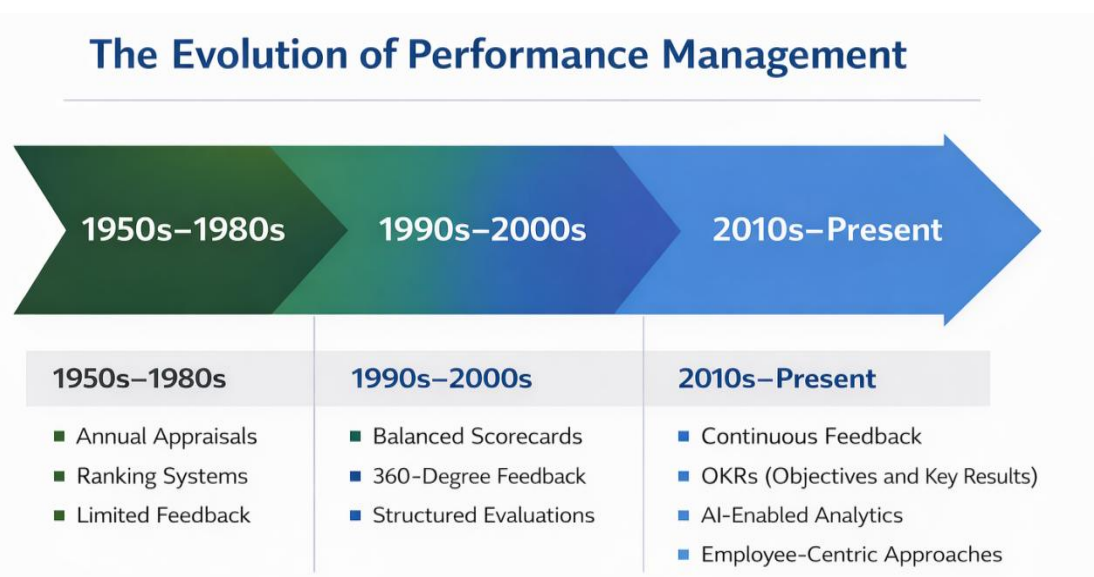 The Evolution of Performance Management
1950s–1980s
1990s–2000s
2010s–Present
1950s–1980s
Annual Appraisals
Ranking Systems
Limited Feedback
1990s–2000s
Balanced Scorecards
360-Degree Feedback
Structured Evaluations
2010s–Present
Continuous Feedback
OKRs (Objectives and Key Results)
AI-Enabled Analytics
Employee-Centric Approaches